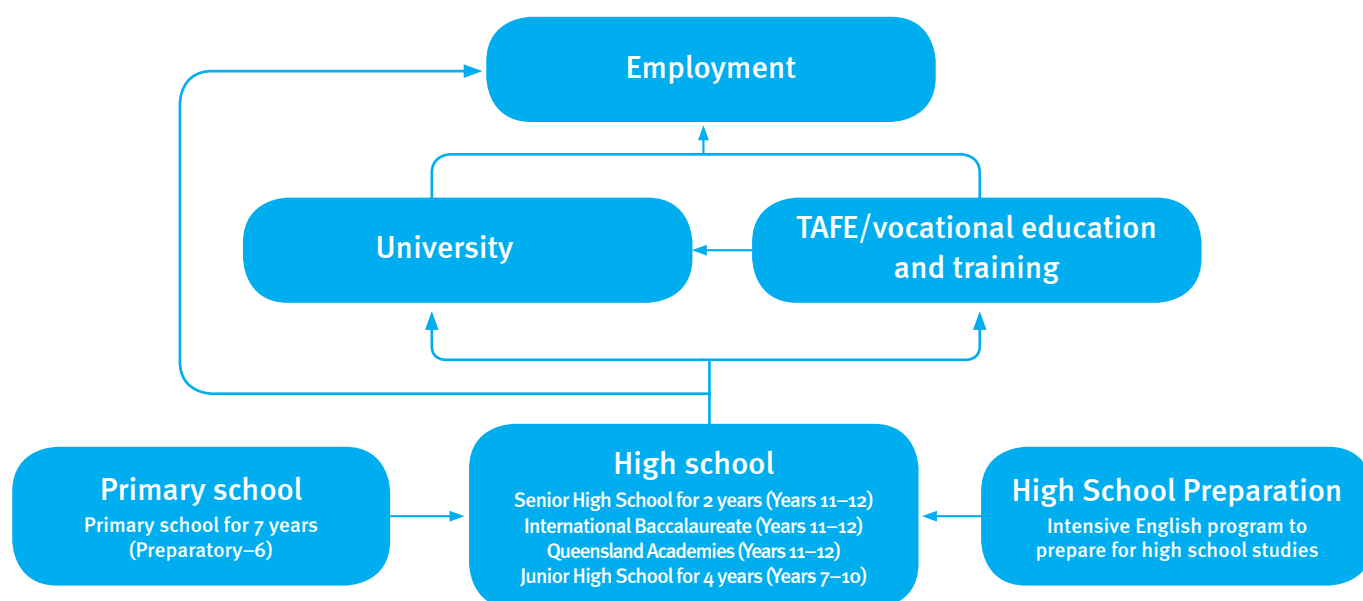 Employment
University
TAFE/vocational education
and training
Primary school
Primary school for 7 years
(Preparatory–6)
High school
Senior High School for 2 years (Years 11–12)
International Baccalaureate (Years 11–12)
Queensland Academies (Years 11–12)
Junior High School for 4 years (Years 7–10)
High School Preparation
Intensive English program to
prepare for high school studies